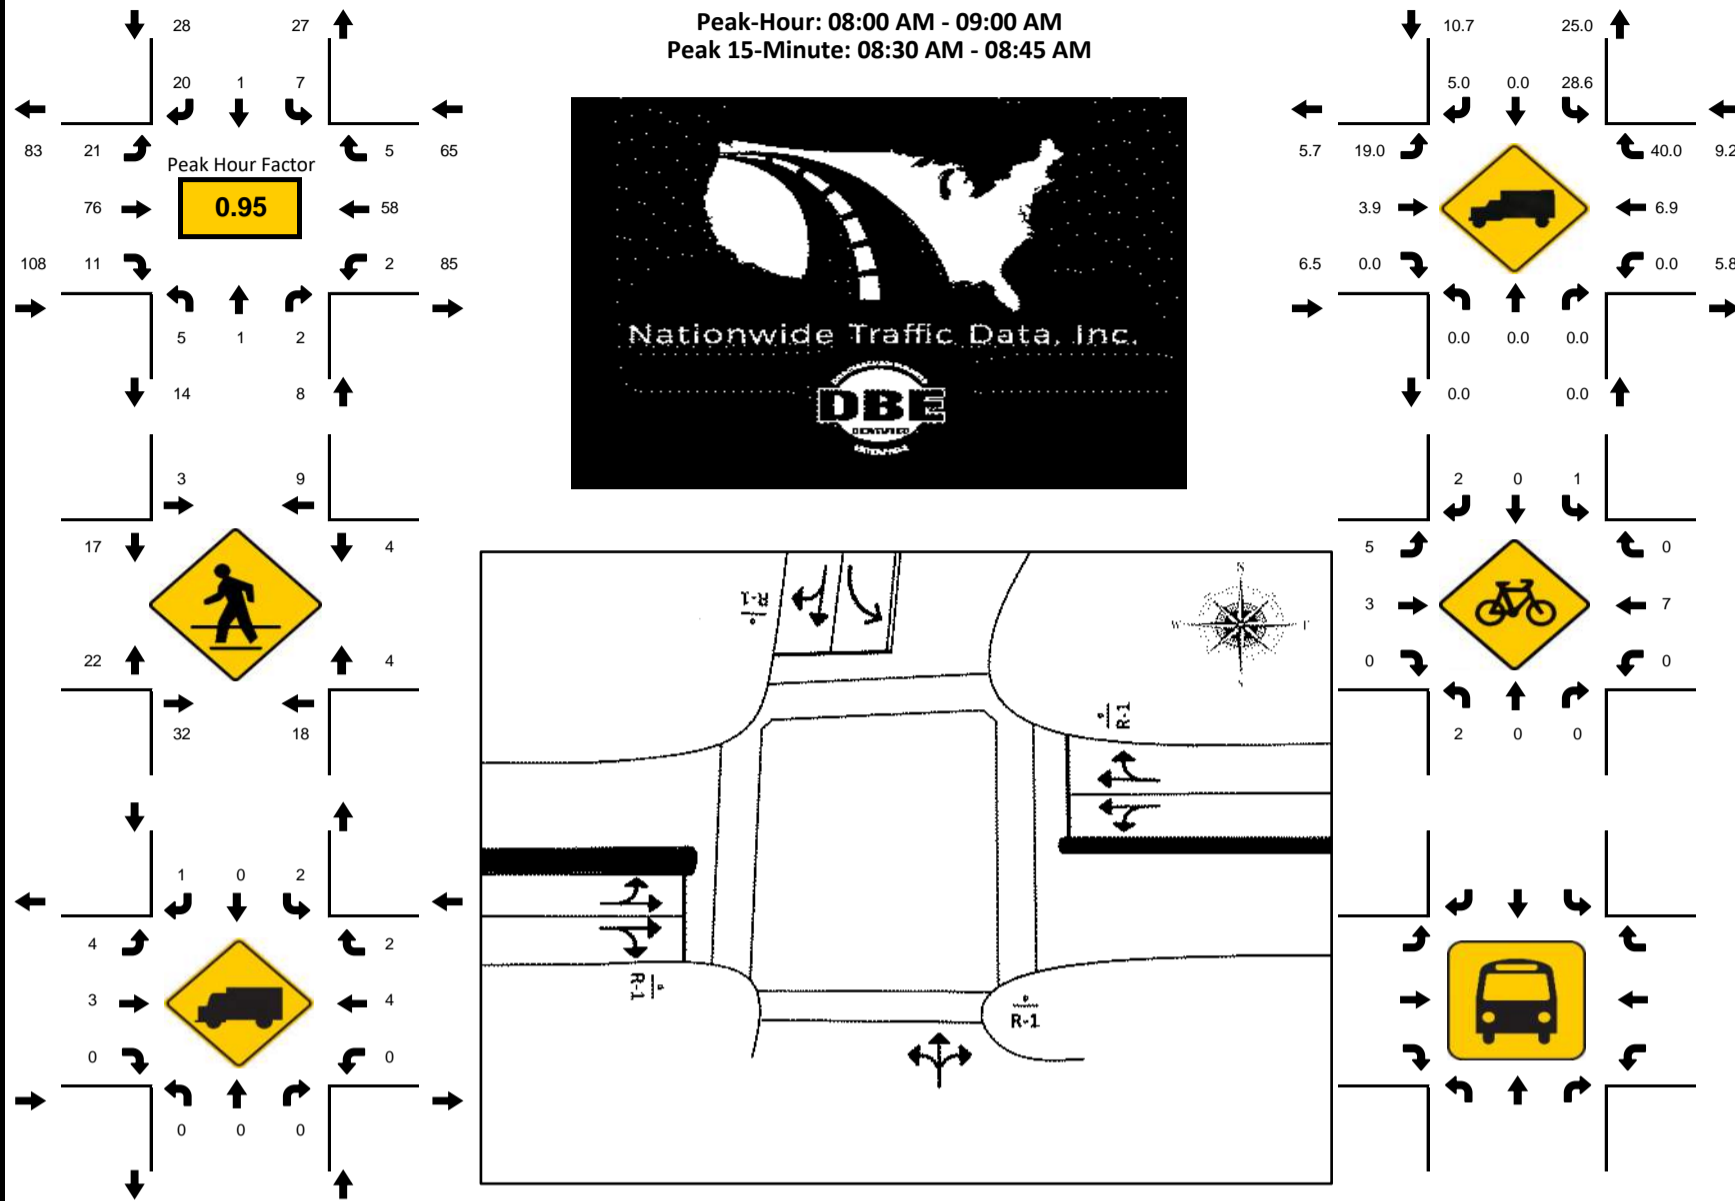 Peak-Hour: 08:00 AM - 09:00 AM
Peak 15-Minute: 08:30 AM - 08:45 AM
28 27
20 1 7
83 21 5 65
Peak Hour Factor
0.95
76 58
108 11 2 85
5 1 2
14 8
Nationwide Traffic Data, Inc.
DBE
CERTIFIED
10.7 25.0
5.0 0.0 28.6
5.7 19.0 40.0 9.2
3.9 6.9
6.5 0.0 0.0 5.8
0.0 0.0 0.0
0.0 0.0
3 9
17 4
22 4
32 18
2 0 1
5 0
3 7
0 0
2 0 0
R-1
S
W E
S
R-1
R-1
R-1
1 0 2
4 2
3 4
0 0
0 0 0